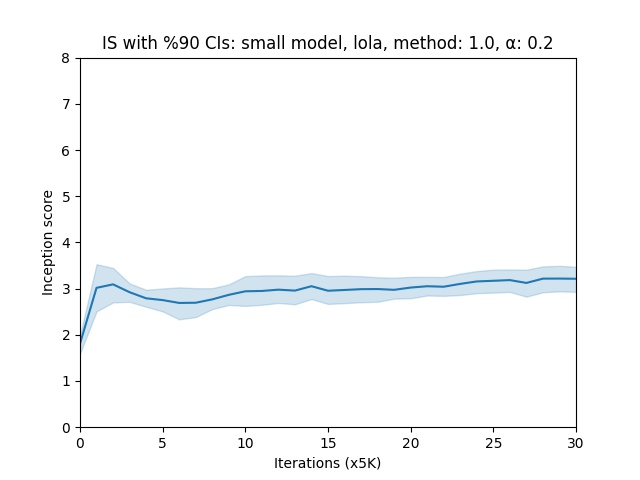 IS with %90 CIs: small model, lola, method: 1.0, α: 0.2
8
7
6
5
4
3
2
1
0
Inception score
0 5 10 15 20 25 30
Iterations (x5K)